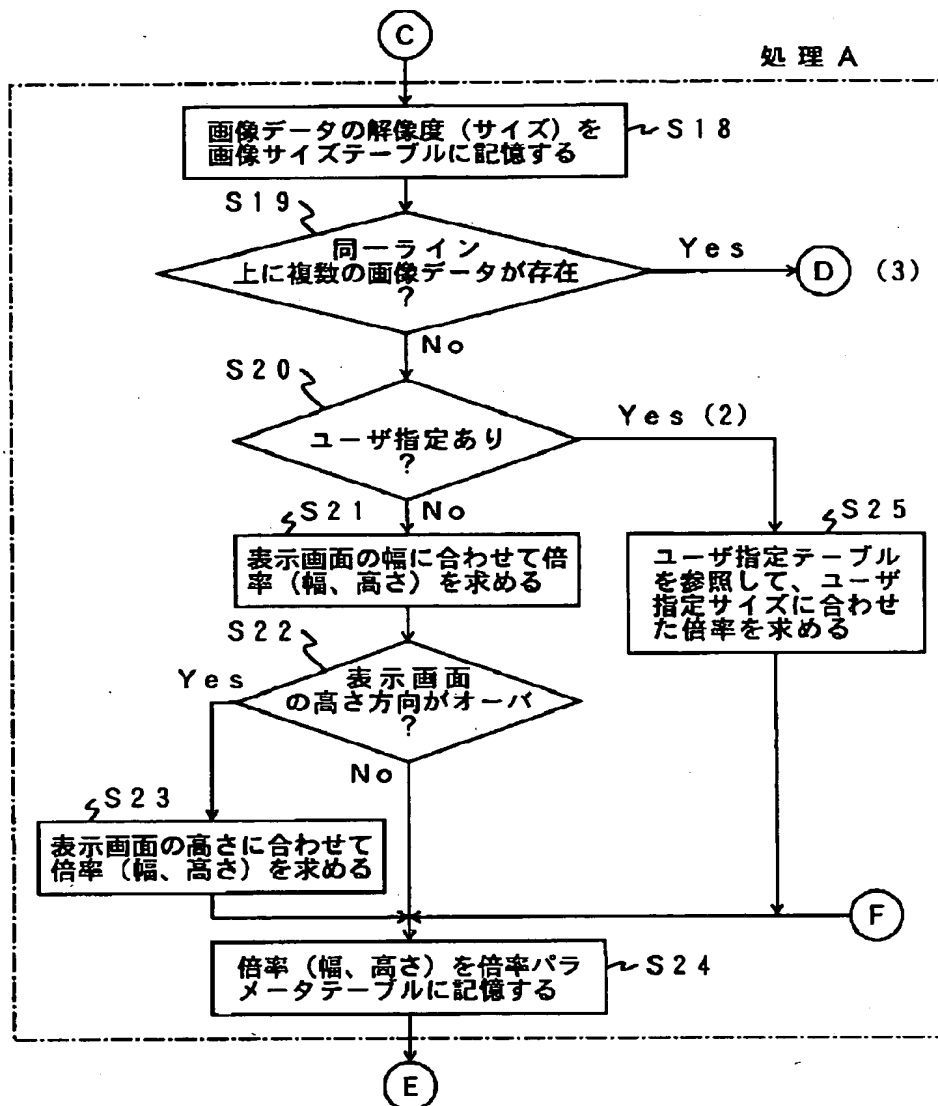 C
処理A
画像データの解像度（サイズ）を
画像サイズテーブルに記憶する
S18
S19
同一ライン
上に複数の画像データが存在
?
Yes
D
(3)
No
S20
ユーザ指定あり
?
Yes(2)
No
S21
表示画面の幅に合わせて倍
率（幅、高さ）を求める
S25
ユーザ指定テーブル
を参照して、ユーザ
指定サイズに合わせ
た倍率を求める
S22
表示画面
の高さ方向がオーバ
?
Yes
No
S23
表示画面の高さに合わせて
倍率（幅、高さ）を求める
F
倍率（幅、高さ）を倍率パラ
メータテーブルに記憶する
S24
E